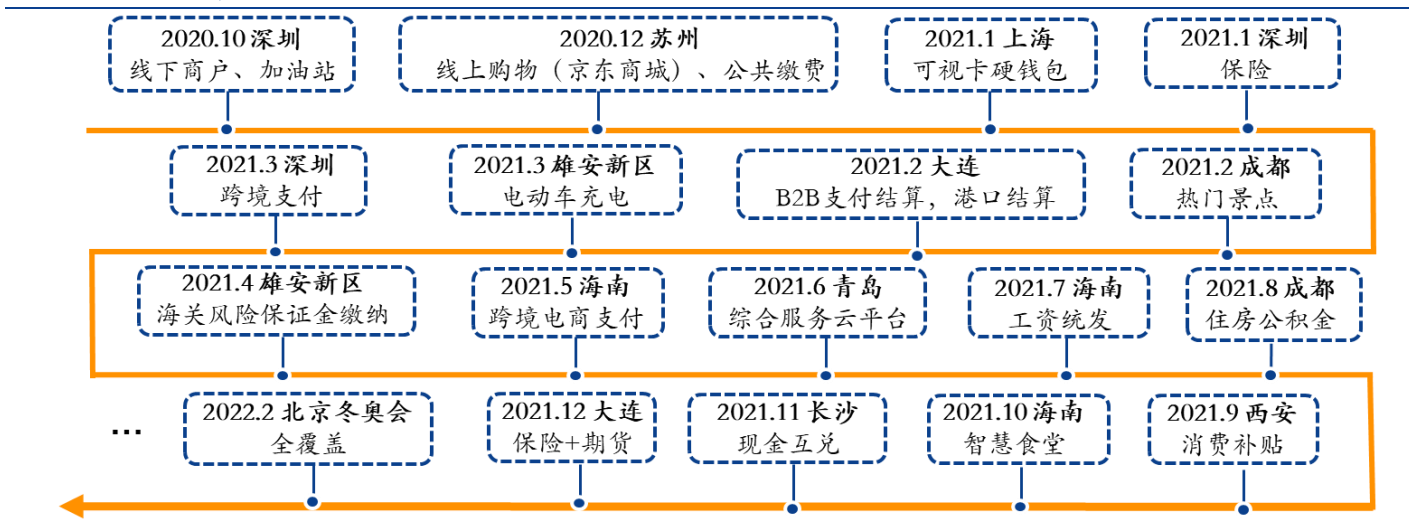 2020.10 深圳
线下商户、加油站
2020.12 苏州
线上购物（京东商城）、公共缴费
2021.1 上海
可视卡硬钱包
2021.1 深圳
保险
2021.3 深圳
跨境支付
2021.3 雄安新区
电动车充电
2021.2 大连
B2B支付结算，港口结算
2021.2 成都
热门景点
2021.4 雄安新区
海关风险保证金缴纳
2021.5 海南
跨境电商支付
2021.6 青岛
综合服务云平台
2021.7 海南
工资统发
2021.8 成都
住房公积金
...
2022.2 北京冬奥会
全覆盖
2021.12 大连
保险+期货
2021.11 长沙
现金互兑
2021.10 海南
智慧食堂
2021.9 西安
消费补贴